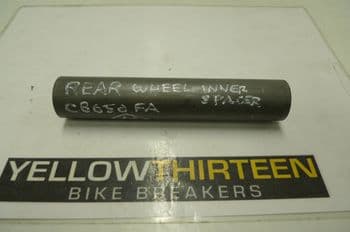 REAR WHEEL INNER
CB650FA SPACER
YELLOWTHIRTEEN
BIKE BREAKERS